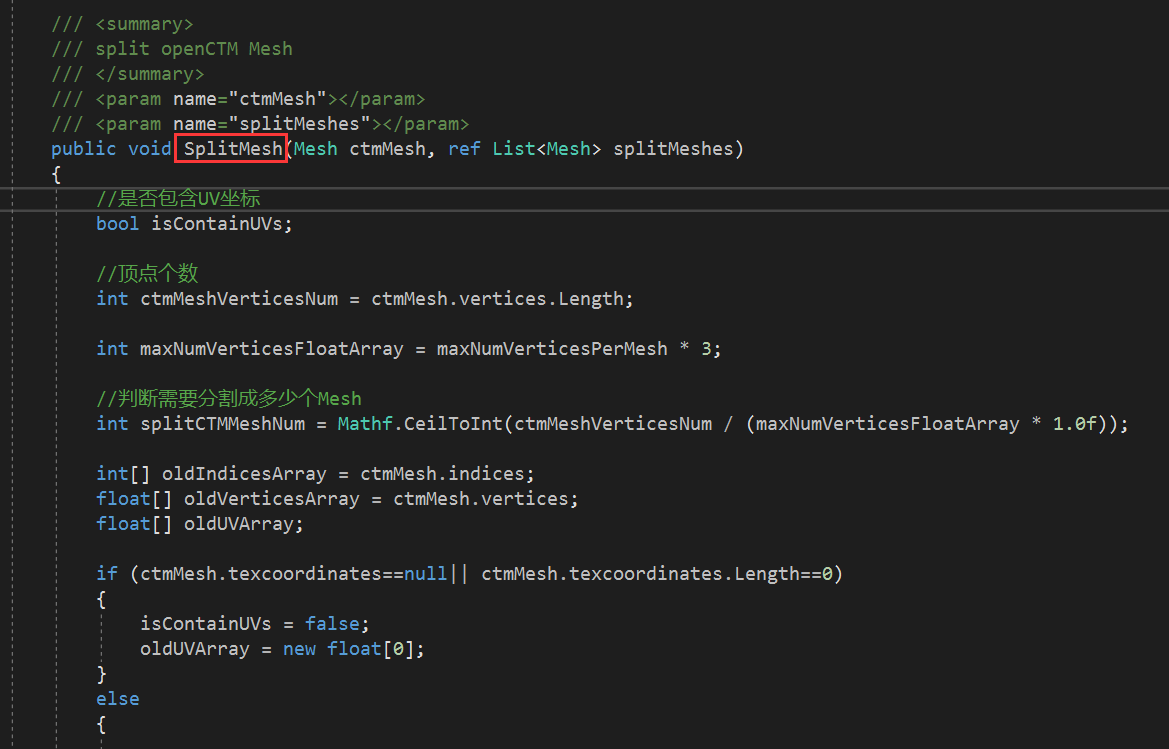 /// <summary>
/// split openCTM Mesh
/// </summary>
/// <param name="ctmMesh"></param>
/// <param name="splitMeshes"></param>
public void SplitMesh(Mesh ctmMesh, ref List<Mesh> splitMeshes)
{
//是否包含UV坐标
bool isContainUVs;
//顶点个数
int ctmMeshVerticesNum = ctmMesh.vertices.Length;
int maxNumVerticesFloatArray = maxNumVerticesPerMesh * 3;
//判断需要分割成多少个Mesh
int splitCTMMeshNum = Mathf.CeilToInt(ctmMeshVerticesNum / (maxNumVerticesFloatArray * 1.0f));
int[] oldIndicesArray = ctmMesh.indices;
float[] oldVerticesArray = ctmMesh.vertices;
float[] oldUVArray;
if (ctmMesh.texcoordinates==null|| ctmMesh.texcoordinates.Length==0)
{
isContainUVs = false;
oldUVArray = new float[0];
}
else
{